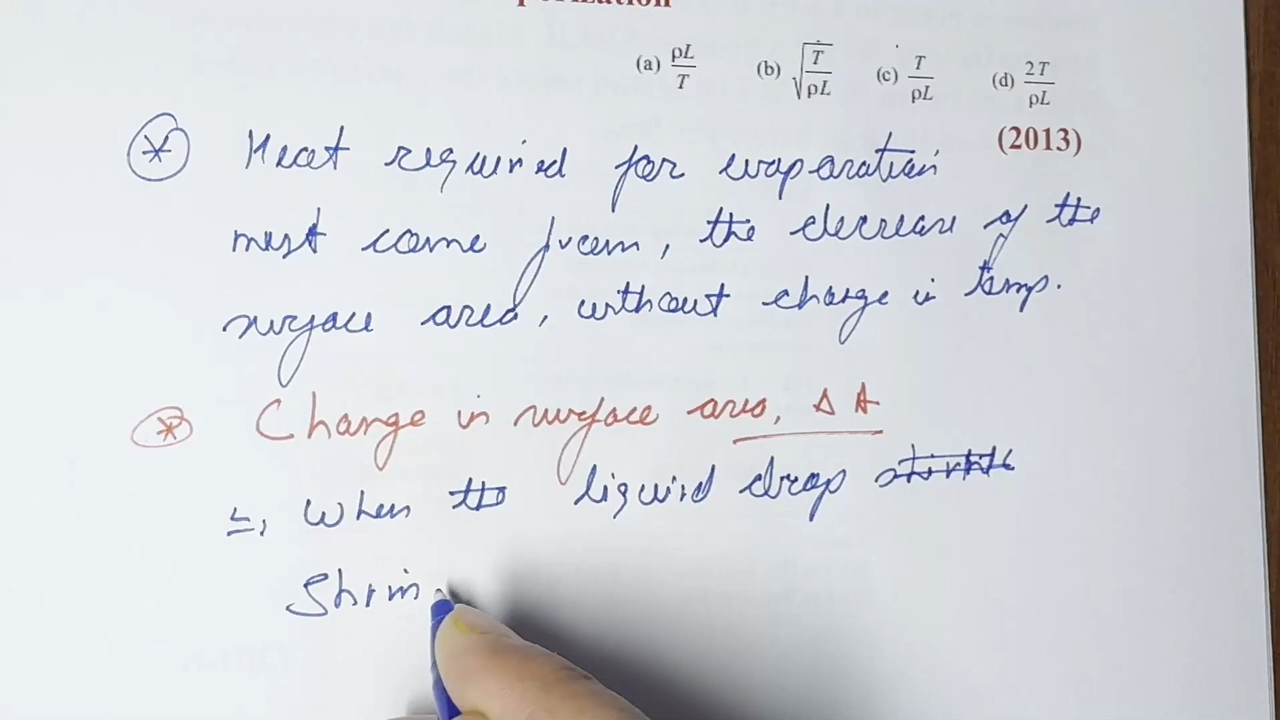 porization
(a) ρL/T (b) √(T/ρL) (c) T/ρL (d) 2T/ρL
(2013)
Heat required for evaporation
must come from, the decrease of the
surface area, without change in temp.
Change in surface area, Δ A
When the liquid drop
Shrin